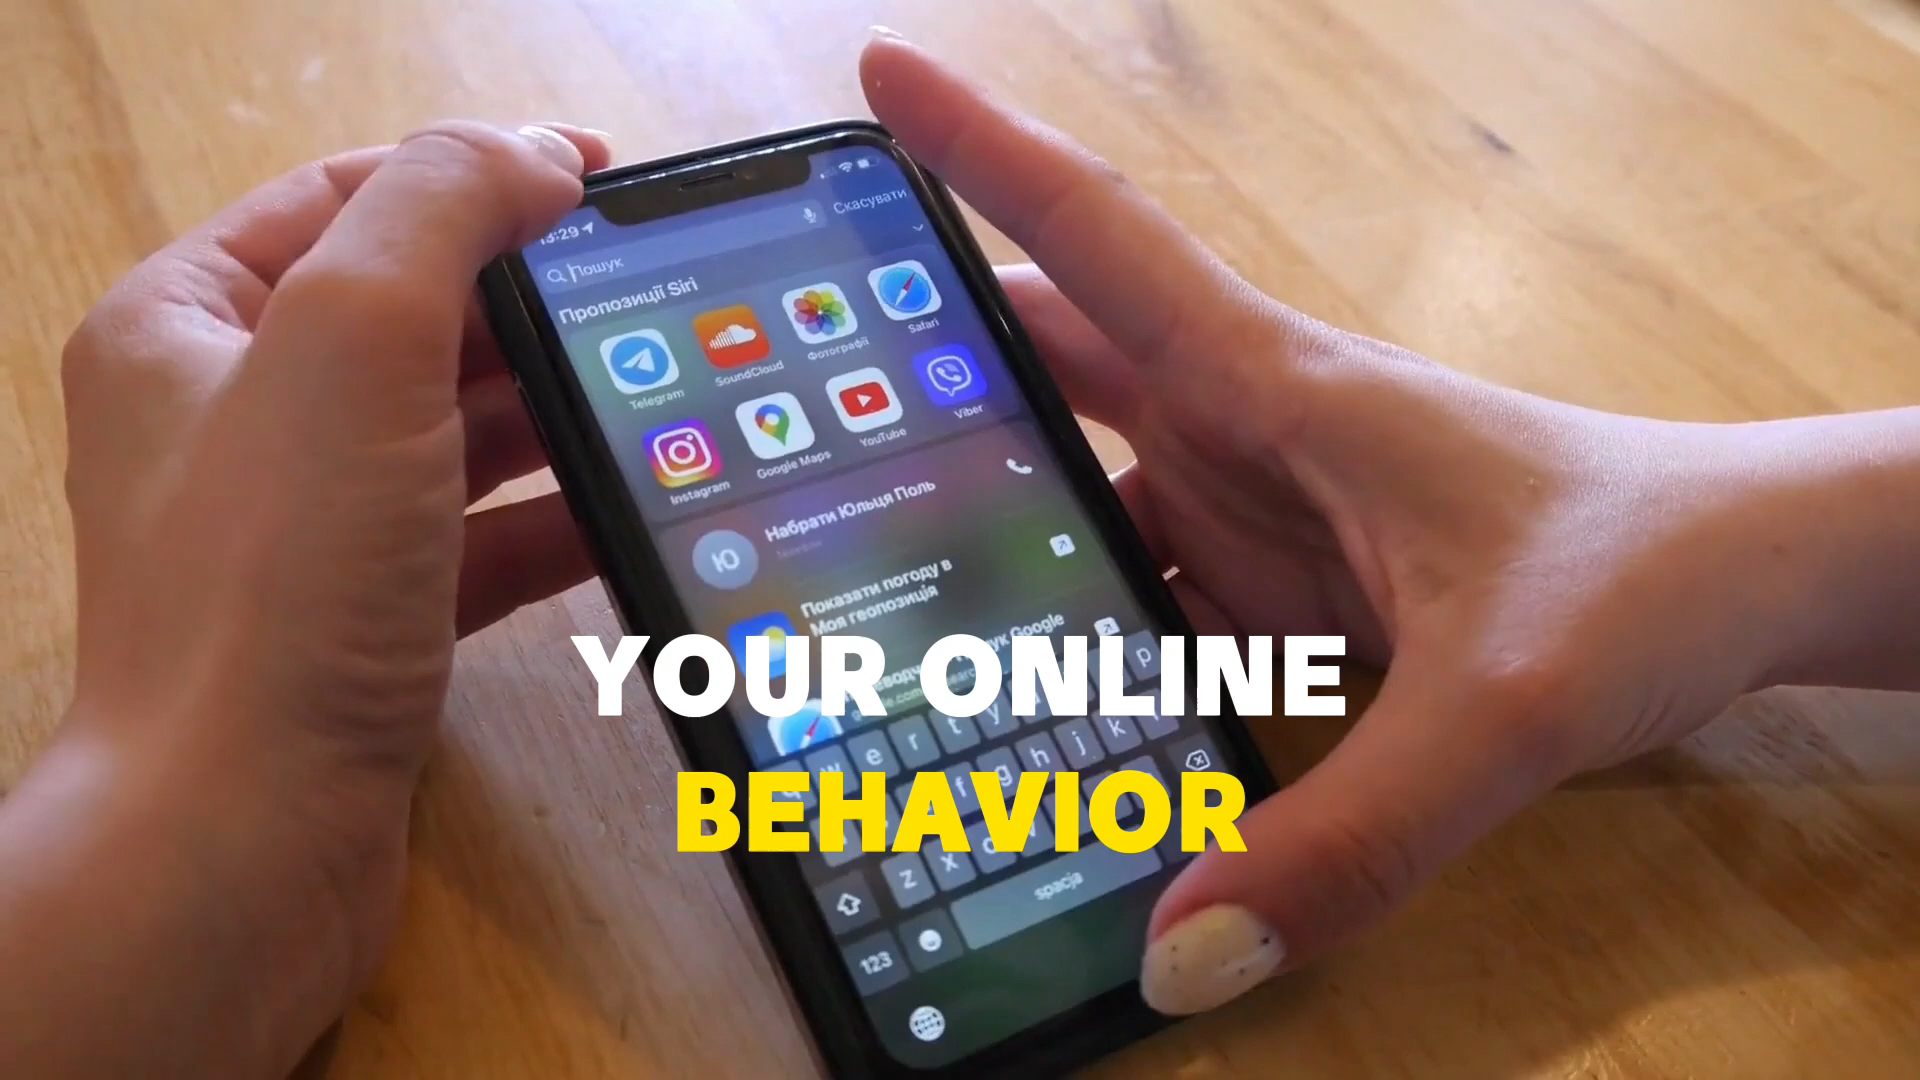 13:29
Скасувати
Пошук
Пропозиції Siri
Telegram
SoundCloud
Фотографії
Safari
Instagram
Google Maps
YouTube
Viber
Набрати Юльця Поль
Ю
Показати погоду в
Моя геопозиція
Google
YOUR ONLINE
BEHAVIOR
w e r t y p
f g h j k
z x
spacja
123